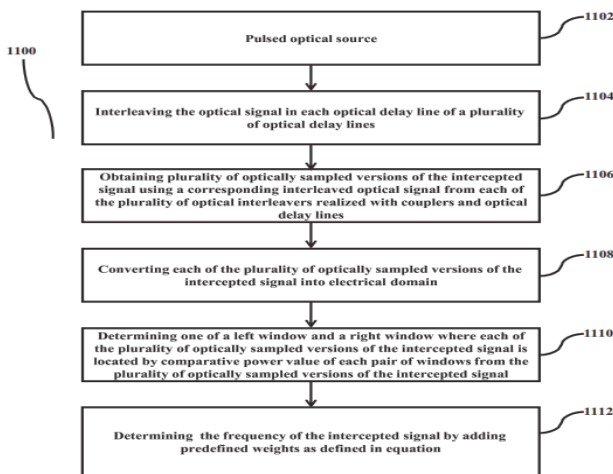 1102
Pulsed optical source
1100
1104
Interleaving the optical signal in each optical delay line of a plurality
of optical delay lines
1106
Obtaining plurality of optically sampled versions of the intercepted
signal using a corresponding interleaved optical signal from each of
the plurality of optical interleavers realized with couplers and optical
delay lines
1108
Converting each of the plurality of optically sampled versions of the
intercepted signal into electrical domain
1110
Determining one of a left window and a right window where each of
the plurality of optically sampled versions of the intercepted signal is
located by comparative power value of each pair of windows from the
plurality of optically sampled versions of the intercepted signal
1112
Determining the frequency of the intercepted signal by adding
predefined weights as defined in equation